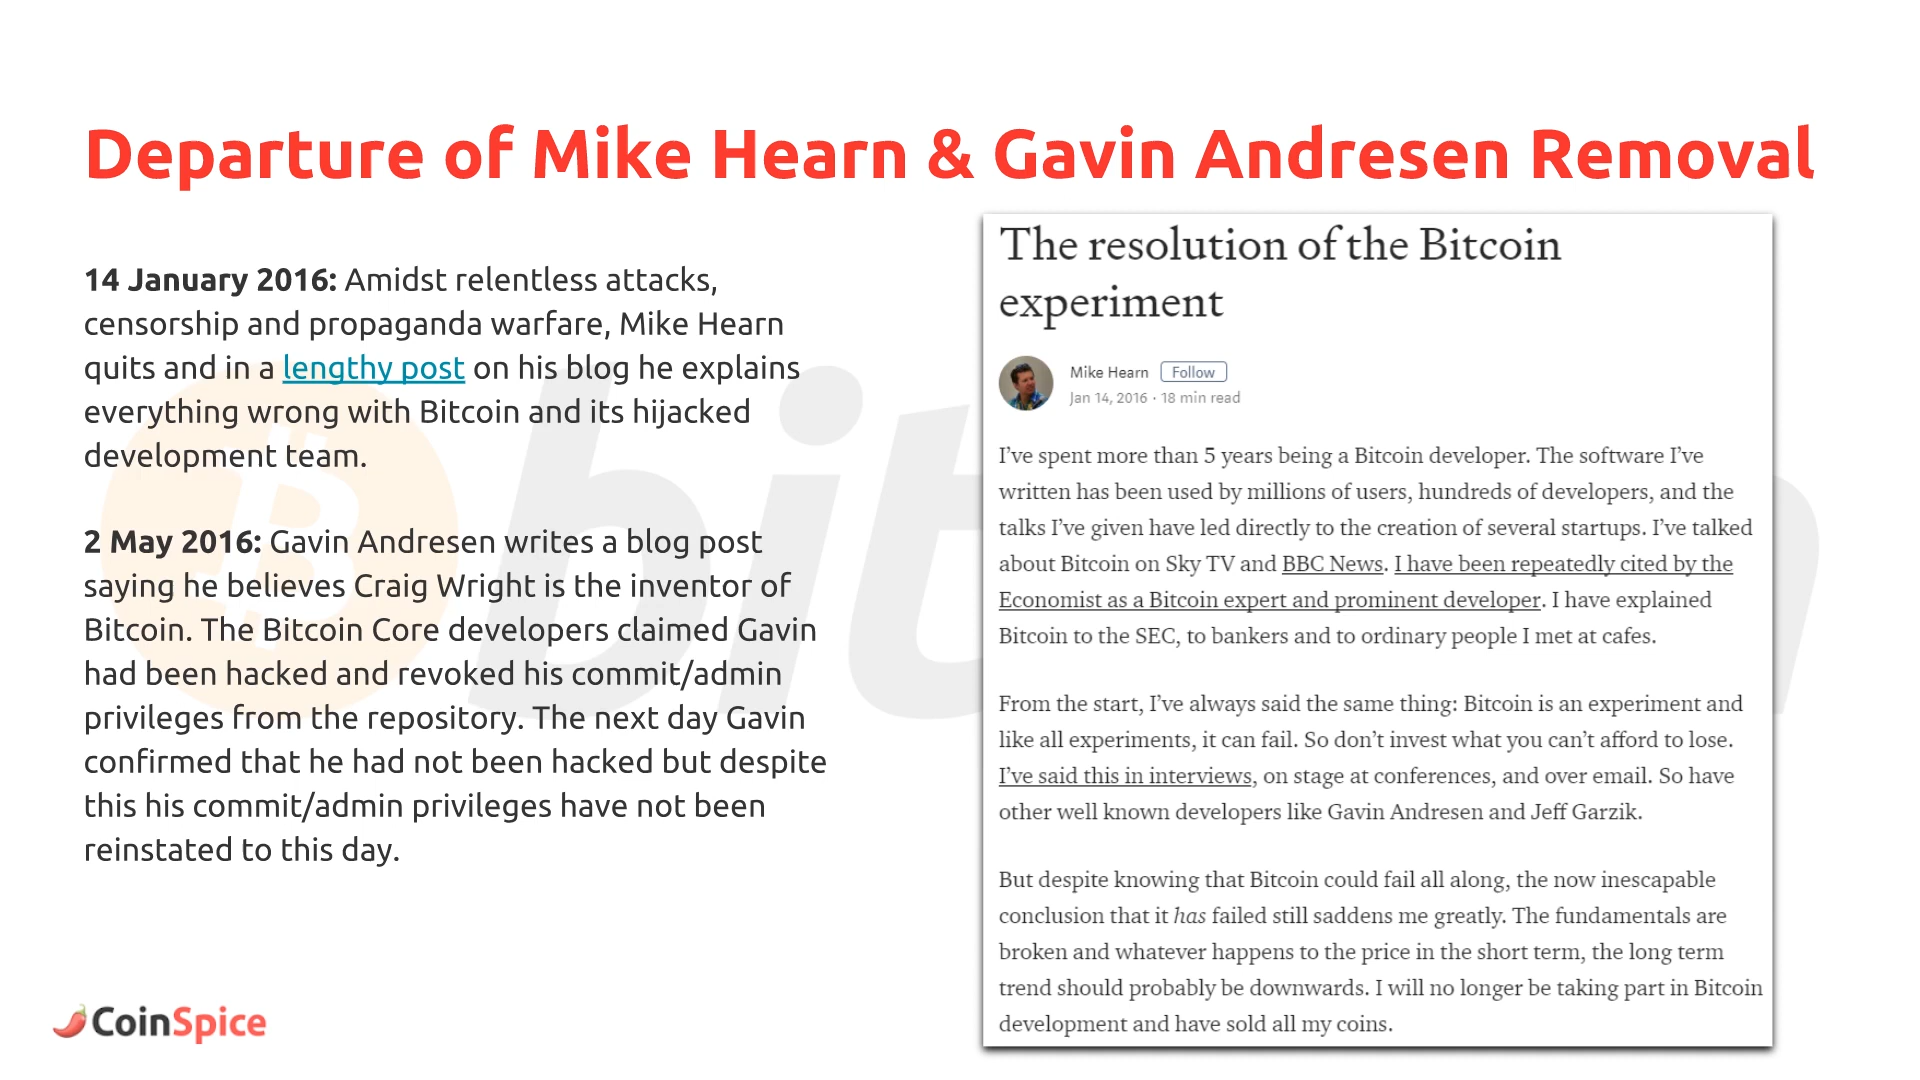 Departure of Mike Hearn & Gavin Andresen Removal
14 January 2016: Amidst relentless attacks,
censorship and propaganda warfare, Mike Hearn
quits and in a lengthy post on his blog he explains
everything wrong with Bitcoin and its hijacked
development team.
2 May 2016: Gavin Andresen writes a blog post
saying he believes Craig Wright is the inventor of
Bitcoin. The Bitcoin Core developers claimed Gavin
had been hacked and revoked his commit/admin
privileges from the repository. The next day Gavin
confirmed that he had not been hacked but despite
this his commit/admin privileges have not been
reinstated to this day.
The resolution of the Bitcoin
experiment
Mike Hearn Follow
Jan 14, 2016 · 18 min read
I’ve spent more than 5 years being a Bitcoin developer. The software I’ve
written has been used by millions of users, hundreds of developers, and the
talks I’ve given have led directly to the creation of several startups. I’ve talked
about Bitcoin on Sky TV and BBC News. I have been repeatedly cited by the
Economist as a Bitcoin expert and prominent developer. I have explained
Bitcoin to the SEC, to bankers and to ordinary people I met at cafes.
From the start, I’ve always said the same thing: Bitcoin is an experiment and
like all experiments, it can fail. So don’t invest what you can’t afford to lose.
I’ve said this in interviews, on stage at conferences, and over email. So have
other well known developers like Gavin Andresen and Jeff Garzik.
But despite knowing that Bitcoin could fail all along, the now inescapable
conclusion that it has failed still saddens me greatly. The fundamentals are
broken and whatever happens to the price in the short term, the long term
trend should probably be downwards. I will no longer be taking part in Bitcoin
development and have sold all my coins.
CoinSpice